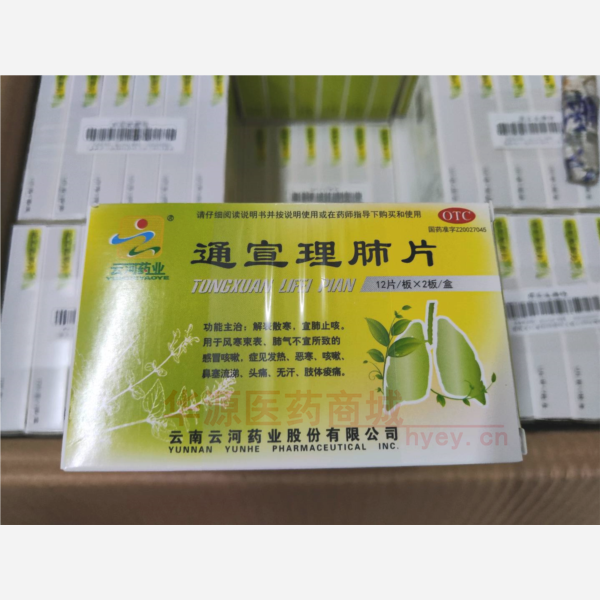 请仔细阅读说明书并按说明使用或在药师指导下购买和使用
OTC
国药准字Z20027045
®
云河药业
通宣理肺片
TONGXUAN LIFEI PIAN
12片/板×2板/盒
功能主治：解表散寒，宣肺止咳。
用于风寒束表、肺气不宣所致的
感冒咳嗽，症见发热、恶寒、咳嗽、
鼻塞流涕、头痛、无汗、肢体痠痛。
华源医药商城
hyey.cn
云南云河药业股份有限公司
YUNNAN YUNHE PHARMACEUTICAL INC.